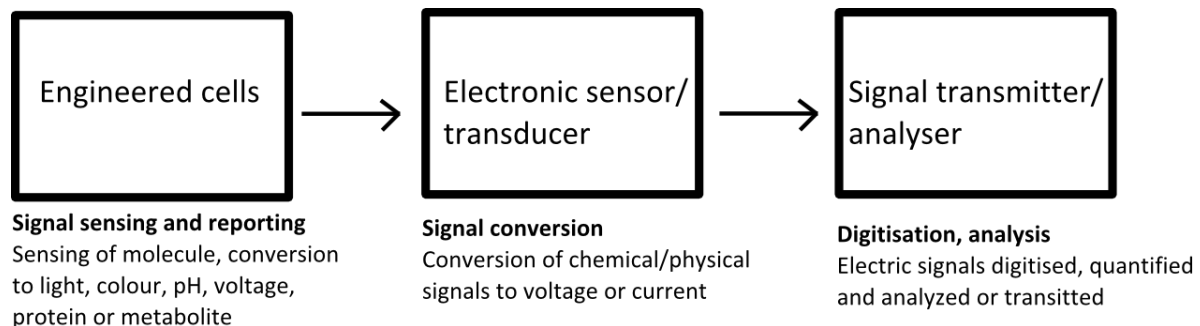 Engineered cells
Electronic sensor/
transducer
Signal transmitter/
analyser
Signal sensing and reporting
Sensing of molecule, conversion
to light, colour, pH, voltage,
protein or metabolite
Signal conversion
Conversion of chemical/physical
signals to voltage or current
Digitisation, analysis
Electric signals digitised, quantified
and analyzed or transitted